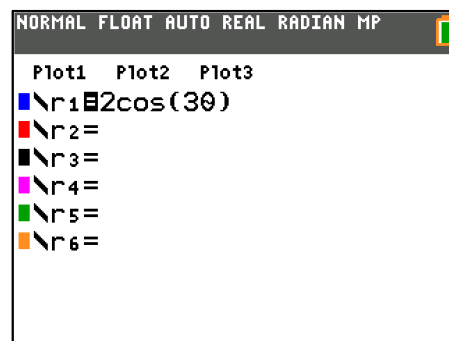 NORMAL FLOAT AUTO REAL RADIAN MP
Plot1 Plot2 Plot3
\r₁=2cos(3θ)
\r₂=
\r₃=
\r₄=
\r₅=
\r₆=